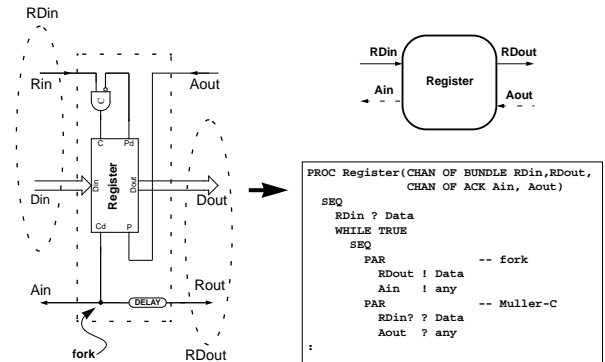 RDin
Rin
Aout
C
C
Pd
Din
Register
Dout
Cd
P
Din
Dout
Ain
DELAY
Rout
fork
RDout
RDin
RDout
Ain
Register
Aout
PROC Register(CHAN OF BUNDLE RDin,RDout,
CHAN OF ACK Ain, Aout)
SEQ
RDin ? Data
WHILE TRUE
SEQ
PAR -- fork
RDout ! Data
Ain ! any
PAR -- Muller-C
RDin? ? Data
Aout ? any
: